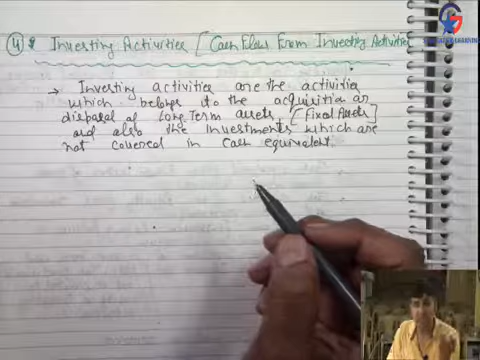 4 Investing Activities [Cash Flow From Investing Activities
→ Investing activities are the activities
which belongs to the acquisition or
disposal of Long Term assets, [Fixed Assets]
and also the Investments which are
not covered in Cash equivalent.